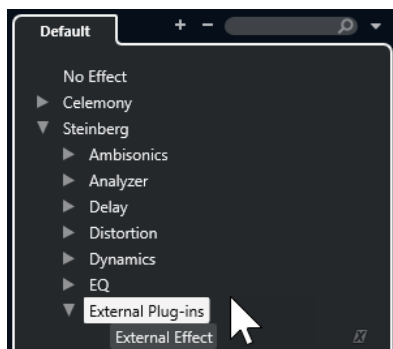 Default + −
No Effect
Celemony
Steinberg
Ambisonics
Analyzer
Delay
Distortion
Dynamics
EQ
External Plug-ins
External Effect